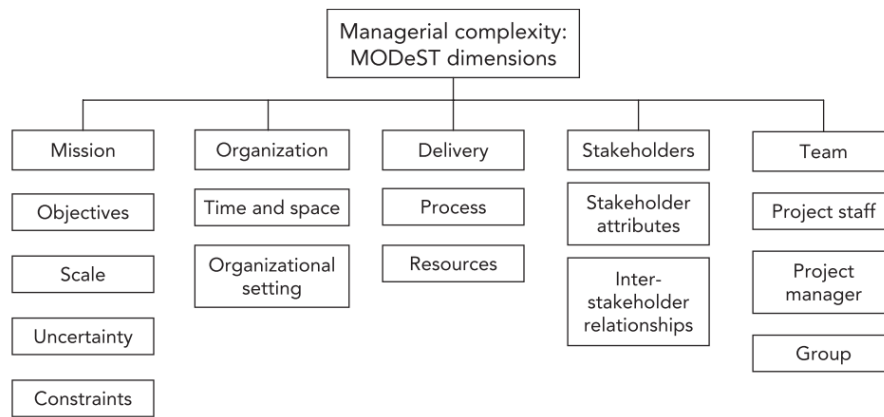 Managerial complexity:
MODeST dimensions
Mission
Organization
Delivery
Stakeholders
Team
Objectives
Time and space
Process
Stakeholder
attributes
Project staff
Scale
Organizational
setting
Resources
Inter-
stakeholder
relationships
Project
manager
Uncertainty
Group
Constraints